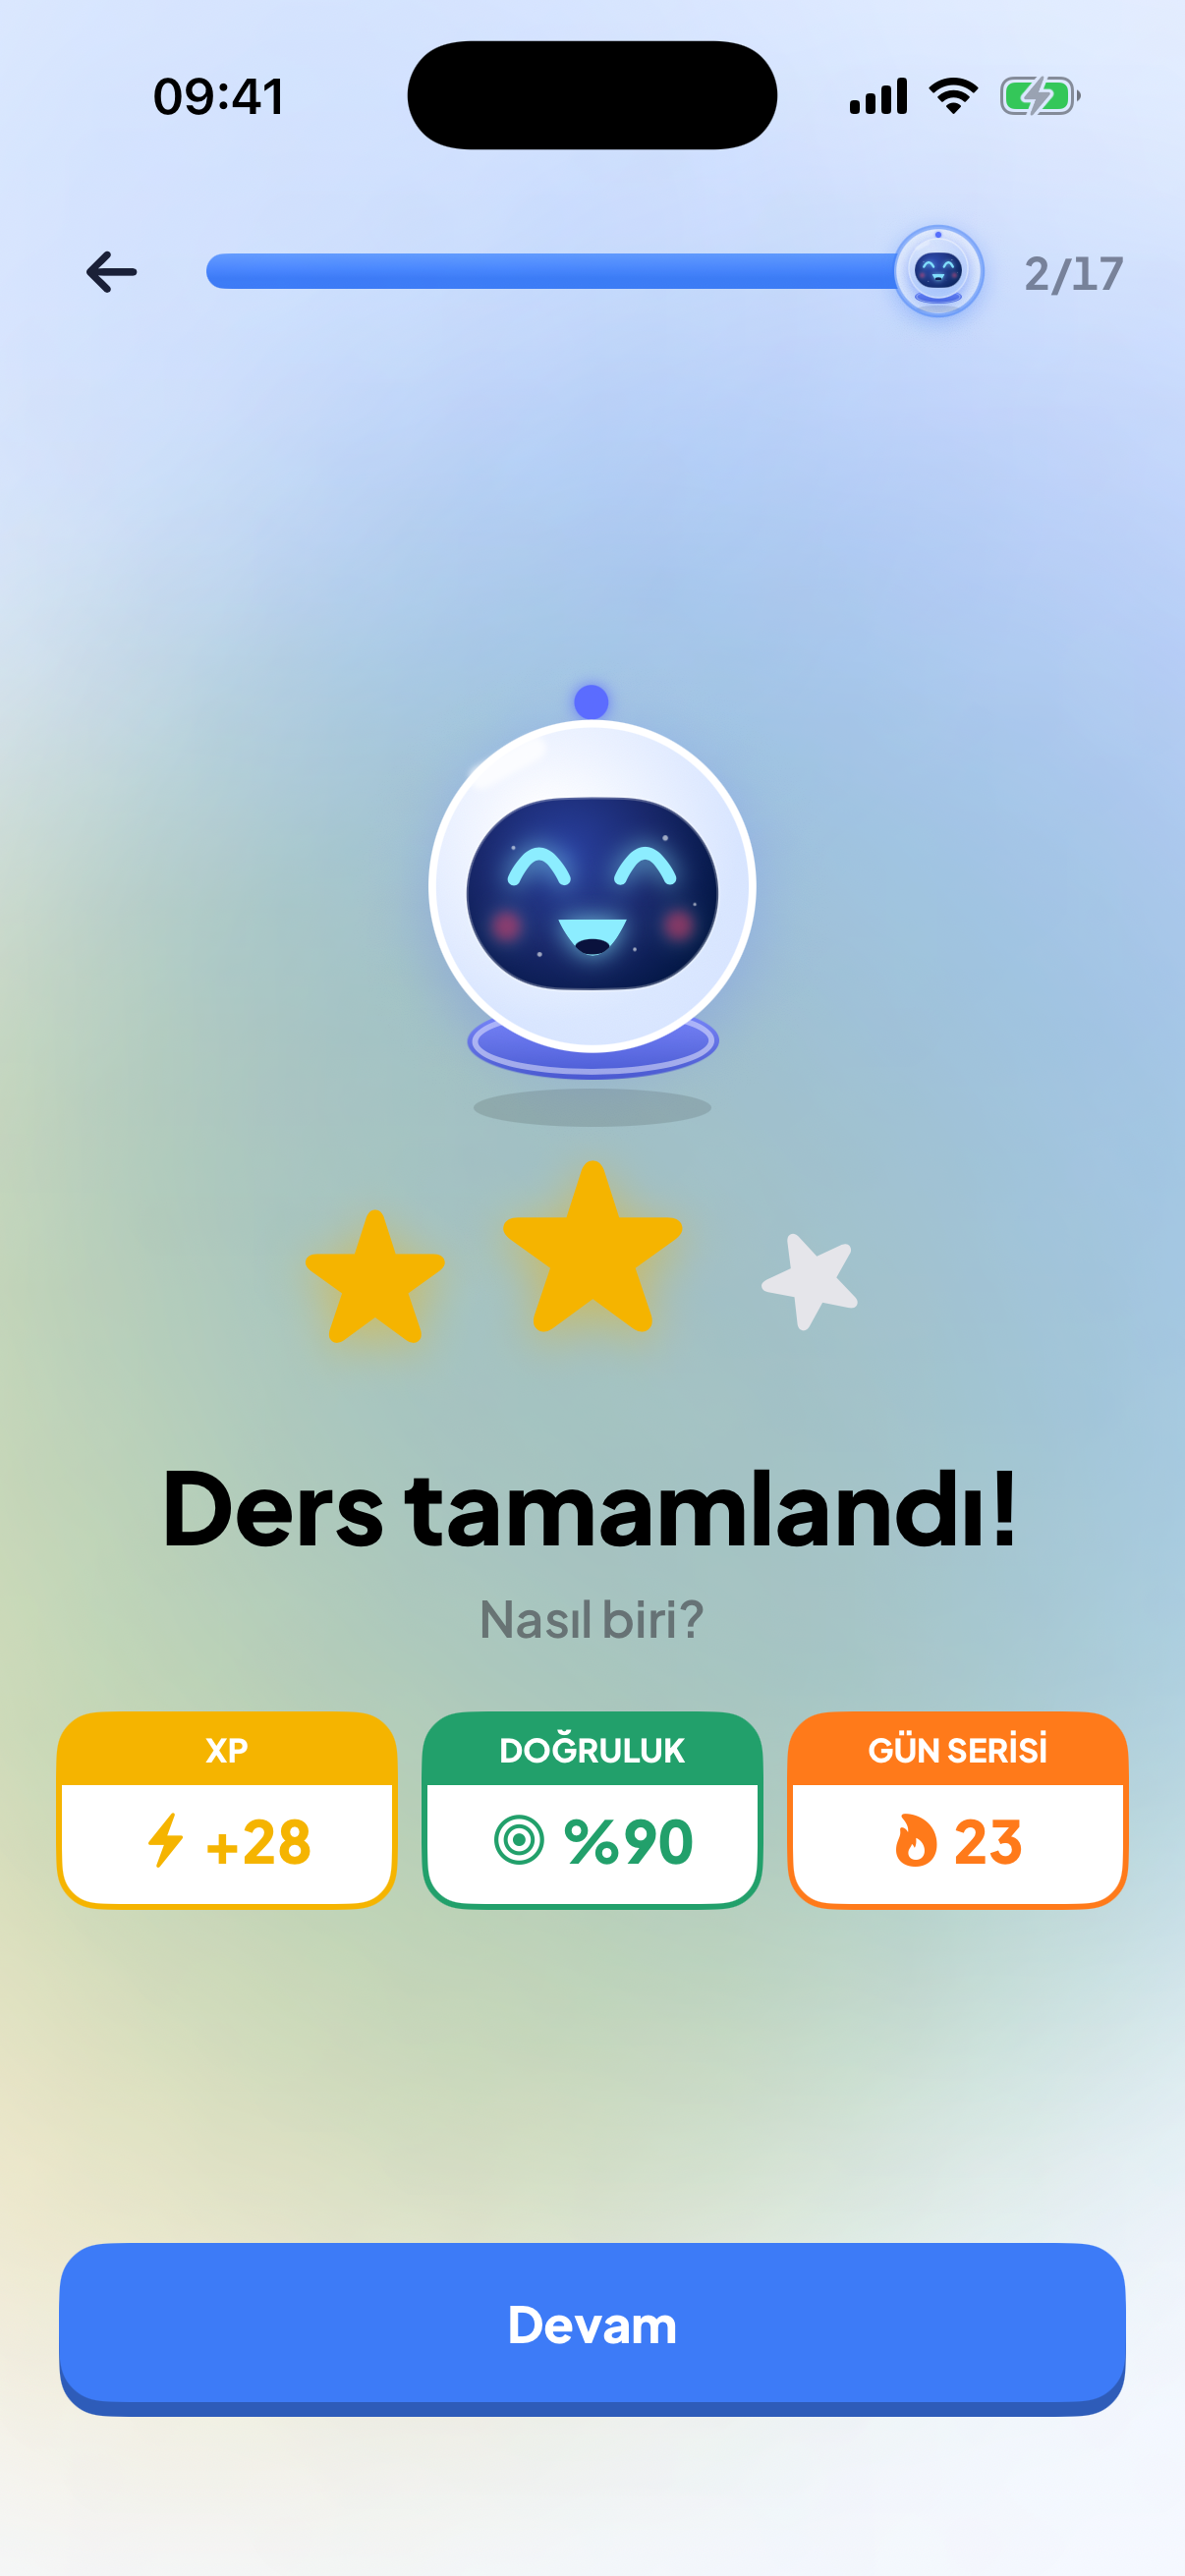 09:41
2/17
Ders tamamlandı!
Nasıl biri?
XP
DOĞRULUK
GÜN SERİSİ
+28
%90
23
Devam